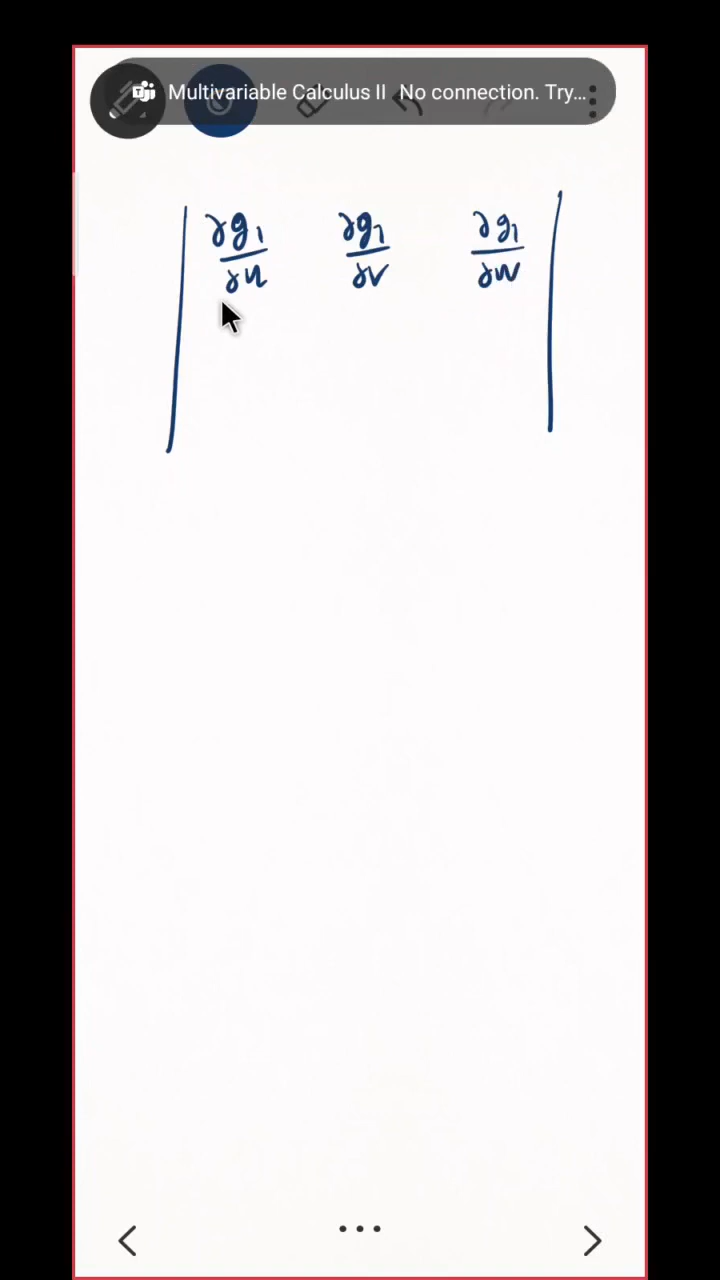 Multivariable Calculus II No connection. Try...
∂g₁ ∂g₁ ∂g₁
∂u ∂v ∂w